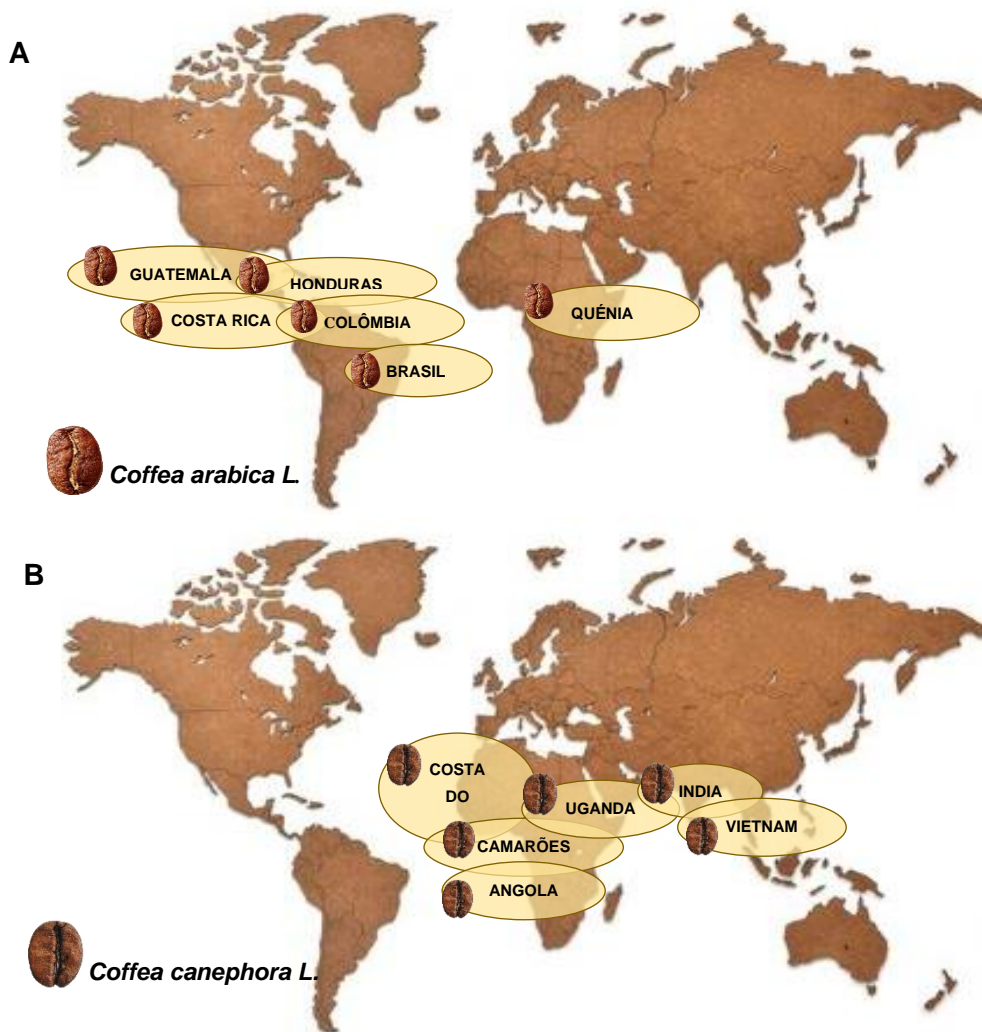 A
GUATEMALA
HONDURAS
COSTA RICA
COLÔMBIA
QUÉNIA
BRASIL
Coffea arabica L.
B
COSTA
DO
INDIA
UGANDA
VIETNAM
CAMARÕES
ANGOLA
Coffea canephora L.